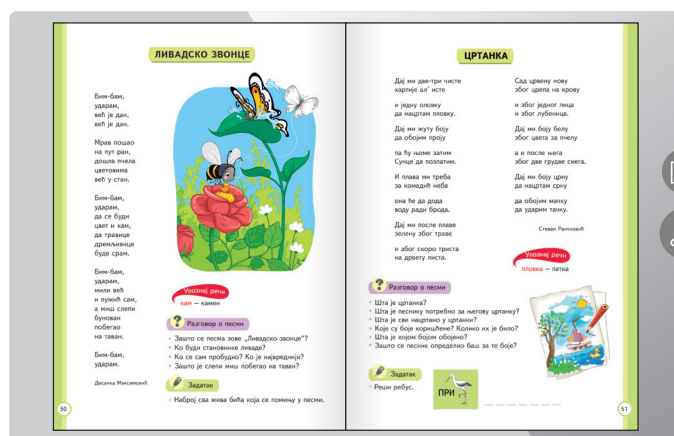 ЛИВАДСКО ЗВОНЦЕ
Бим-бам,
ударам,
већ је дан,
већ је дан.
Мрав пошао
на пут ран,
дошла пчела
цветовима
већ у стан.
Бим-бам,
ударам,
да се буди
цвет и кам,
да травице
дремљивице
буде срам.
Бим-бам,
ударам,
мили већ
и пужић сам,
а миш слепи
бунован
побегао
на таван.
Бим-бам,
ударам.
Десанка Максимовић
Упознај речи
кам — камен
Разговор о песми
• Зашто се песма зове „Ливадско звонце“?
• Ко буди становнике ливаде?
• Ко се сам пробудио? Ко је највреднији?
• Зашто је слепи миш побегао на таван?
Задатак
• Наброј сва жива бића која се помињу у песми.
50
ЦРТАНКА
Дај ми две-три чисте
хартије ал’ исте
и једну оловку
да нацртам пловку.
Дај ми жуту боју
да обојим проју
па ћу њоме затим
Сунце да позлатим.
И плава ми треба
за комадић неба
она ће да дода
воду ради брода.
Дај ми после плаве
зелену због траве
и због скоро триста
на дрвету листа.
Сад црвену нову
због црепа на крову
и због једног лица
и због лубеница.
Дај ми боју белу
због цвета за пчелу
а и после њега
због две грудве снега.
Дај ми боју црну
да нацртам срну
да обојим мачку
да ударим тачку.
Стеван Раичковић
Упознај речи
пловка — патка
Разговор о песми
• Шта је цртанка?
• Шта је песнику потребно за његову цртанку?
• Шта је све нацртано у цртанки?
• Које су боје коришћене? Колико их је било?
• Шта је којом бојом обојено?
• Зашто се песник определио баш за те боје?
Задатак
• Реши ребус.
ПРИ
51